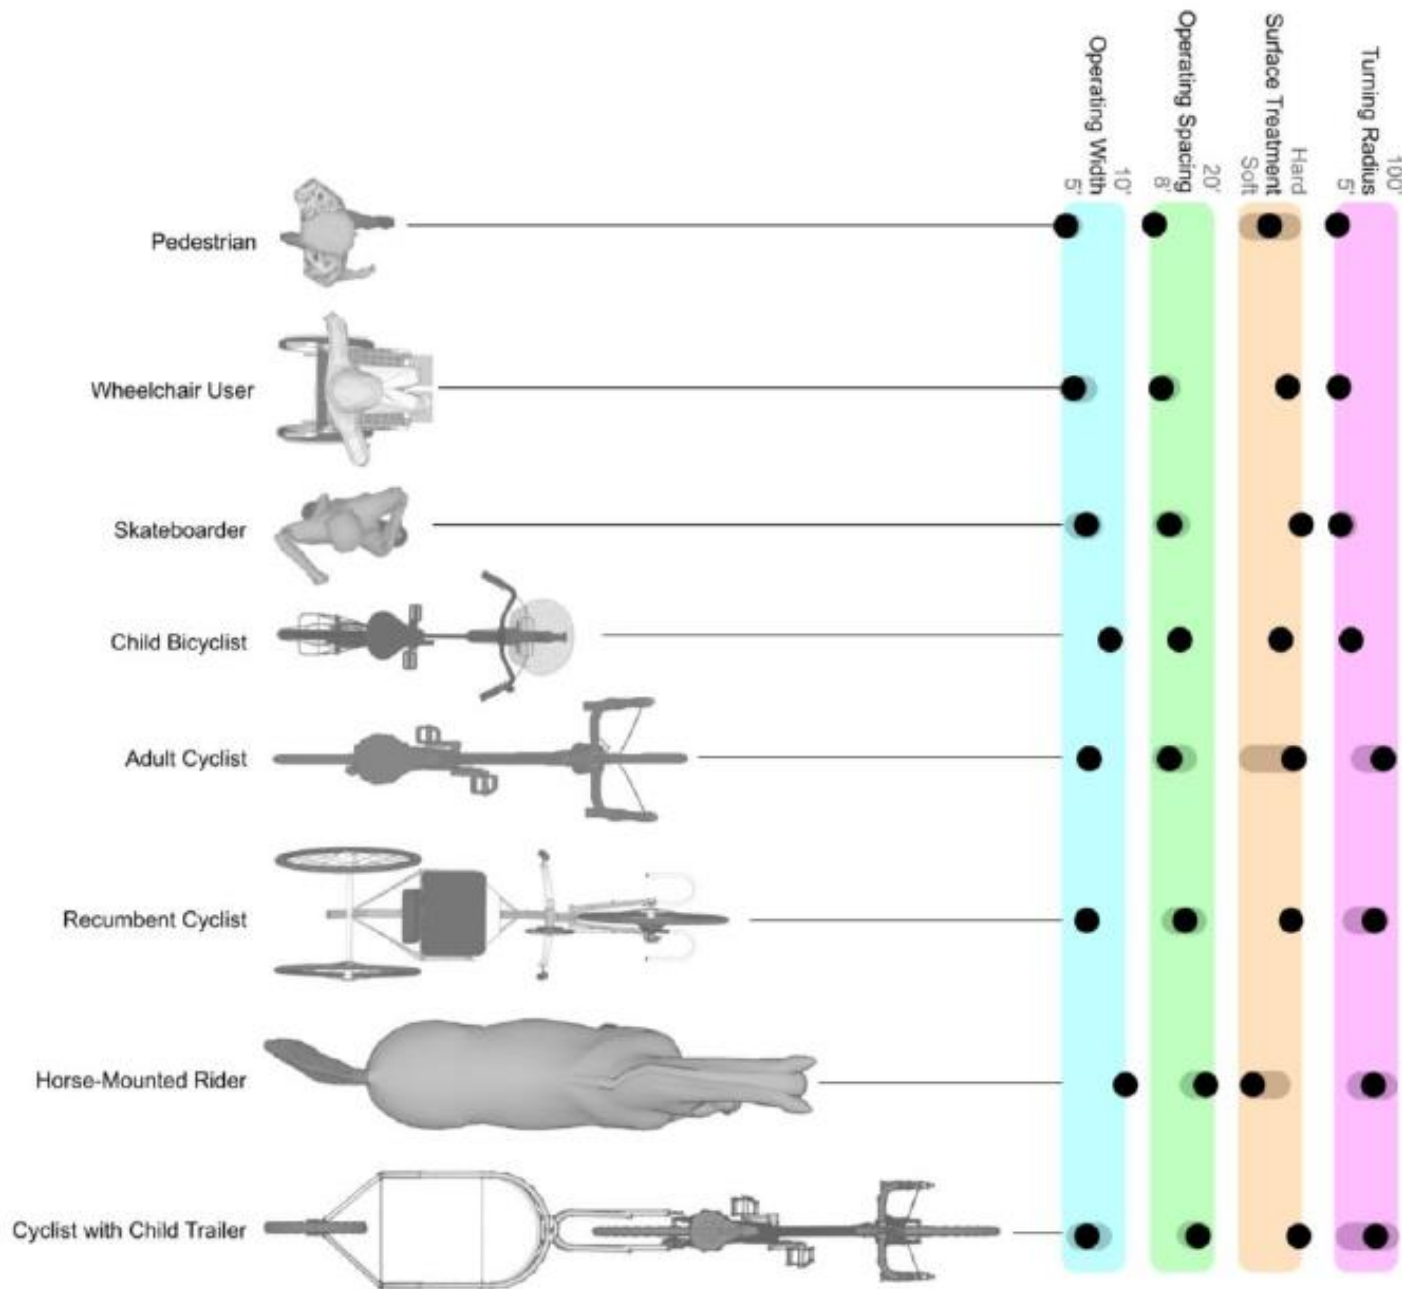 Operating Width
5' 10'
Operating Spacing
8' 20'
Surface Treatment
Soft Hard
Turning Radius
5' 100'
Pedestrian
Wheelchair User
Skateboarder
Child Bicyclist
Adult Cyclist
Recumbent Cyclist
Horse-Mounted Rider
Cyclist with Child Trailer